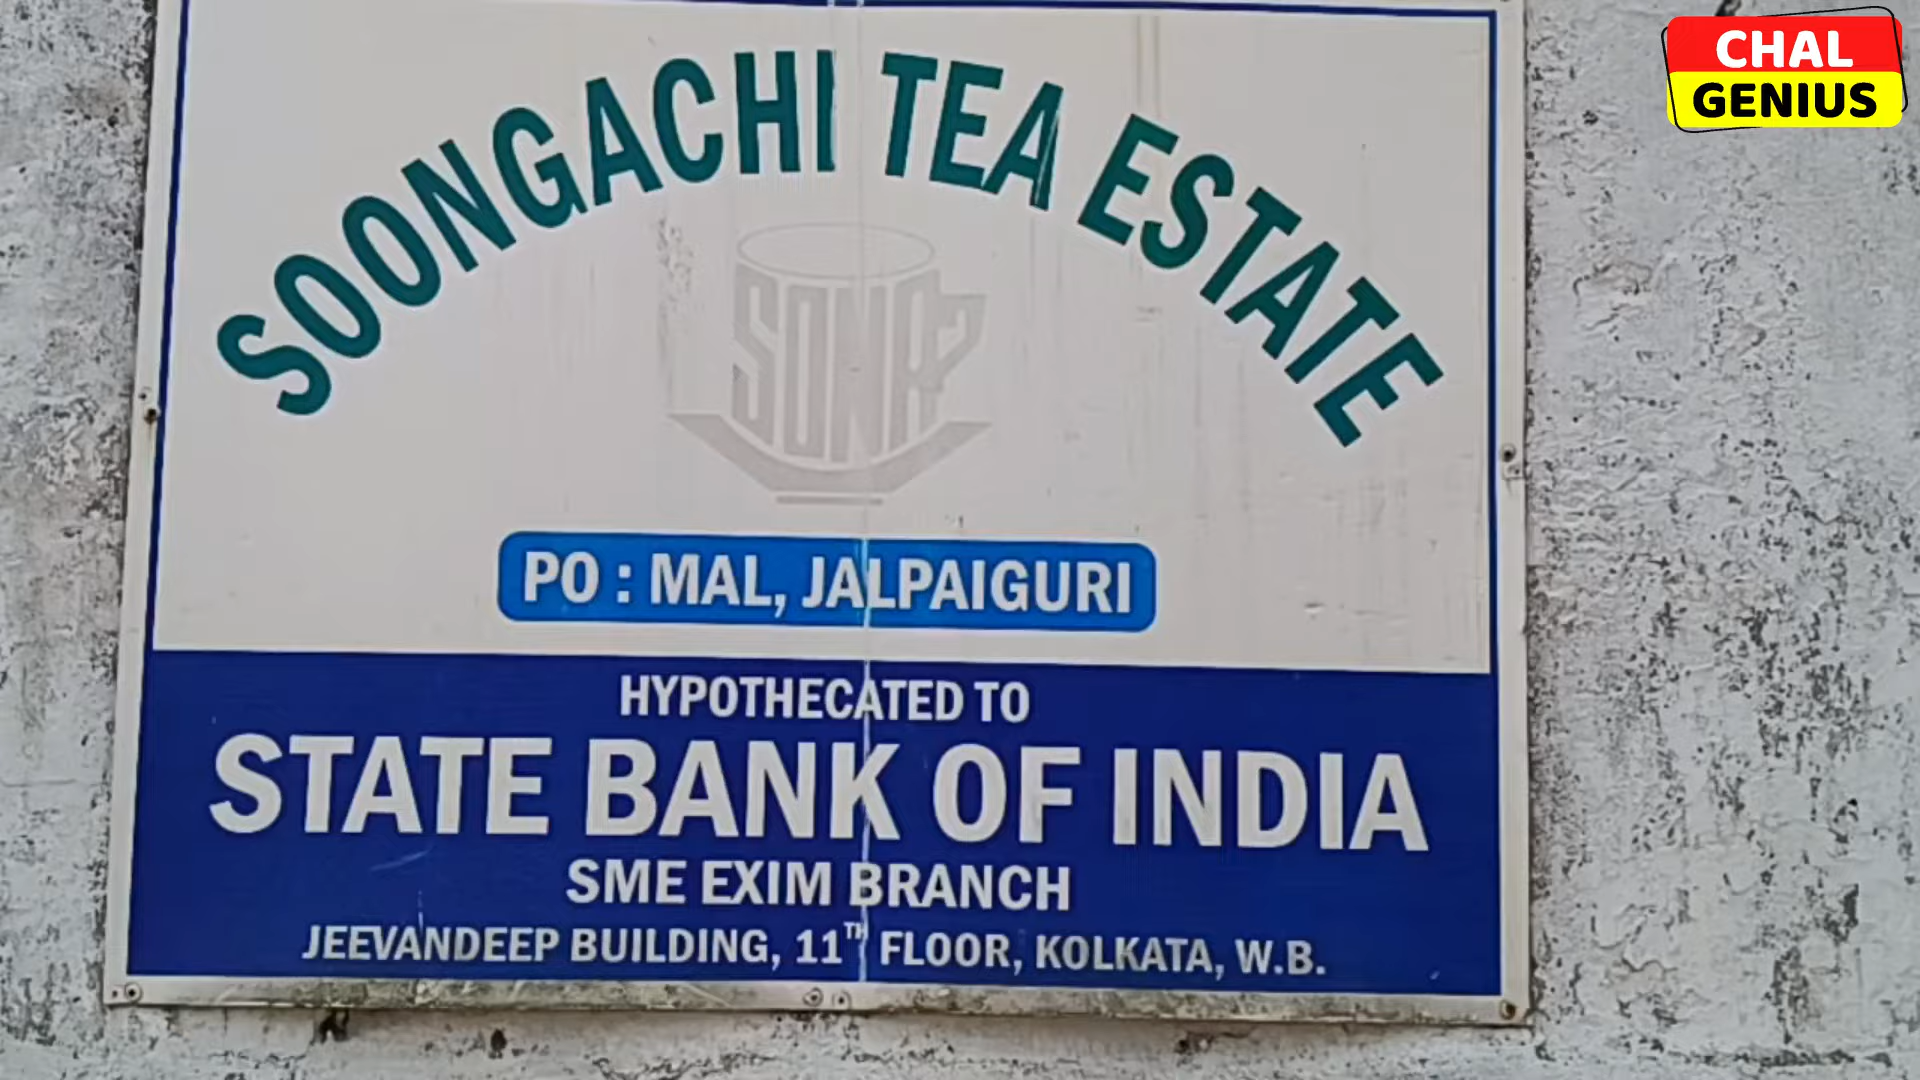 CHAL
GENIUS
SOONGACHI TEA ESTATE
SONA
PO : MAL, JALPAIGURI
HYPOTHECATED TO
STATE BANK OF INDIA
SME EXIM BRANCH
JEEVANDEEP BUILDING, 11TH FLOOR, KOLKATA, W.B.